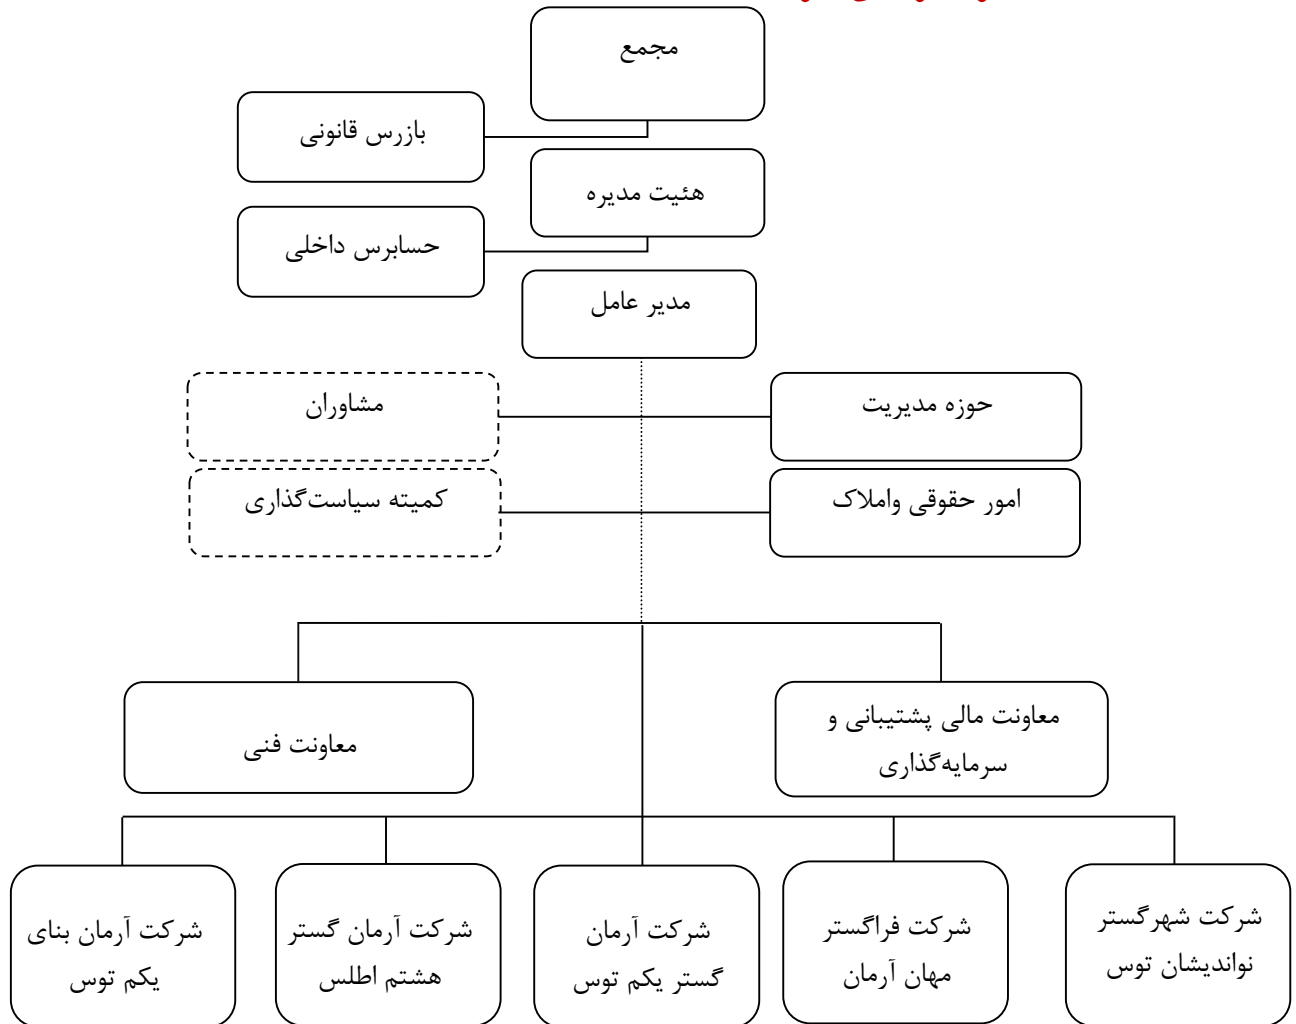 مجمع
بازرس قانونی
هئیت مدیره
حسابرس داخلی
مدیر عامل
حوزه مدیریت
مشاوران
امور حقوقی واملاک
کمیته سیاست‌گذاری
معاونت مالی پشتیبانی و
سرمایه‌گذاری
معاونت فنی
شرکت شهرگستر
نواندیشان توس
شرکت فراگستر
مهان آرمان
شرکت آرمان
گستر یکم توس
شرکت آرمان گستر
هشتم اطلس
شرکت آرمان بنای
یکم توس